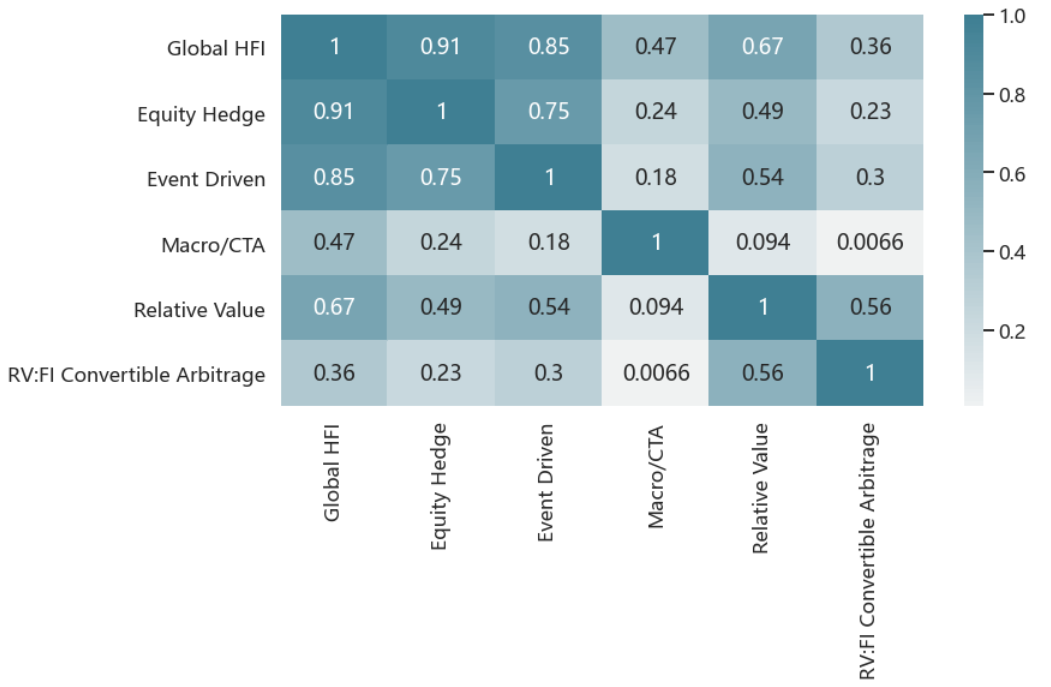 Global HFI 1 0.91 0.85 0.47 0.67 0.36 1.0
Equity Hedge 0.91 1 0.75 0.24 0.49 0.23 0.8
Event Driven 0.85 0.75 1 0.18 0.54 0.3 0.6
Macro/CTA 0.47 0.24 0.18 1 0.094 0.0066 0.4
Relative Value 0.67 0.49 0.54 0.094 1 0.56 0.2
RV:FI Convertible Arbitrage 0.36 0.23 0.3 0.0066 0.56 1
Global HFI
Equity Hedge
Event Driven
Macro/CTA
Relative Value
RV:FI Convertible Arbitrage